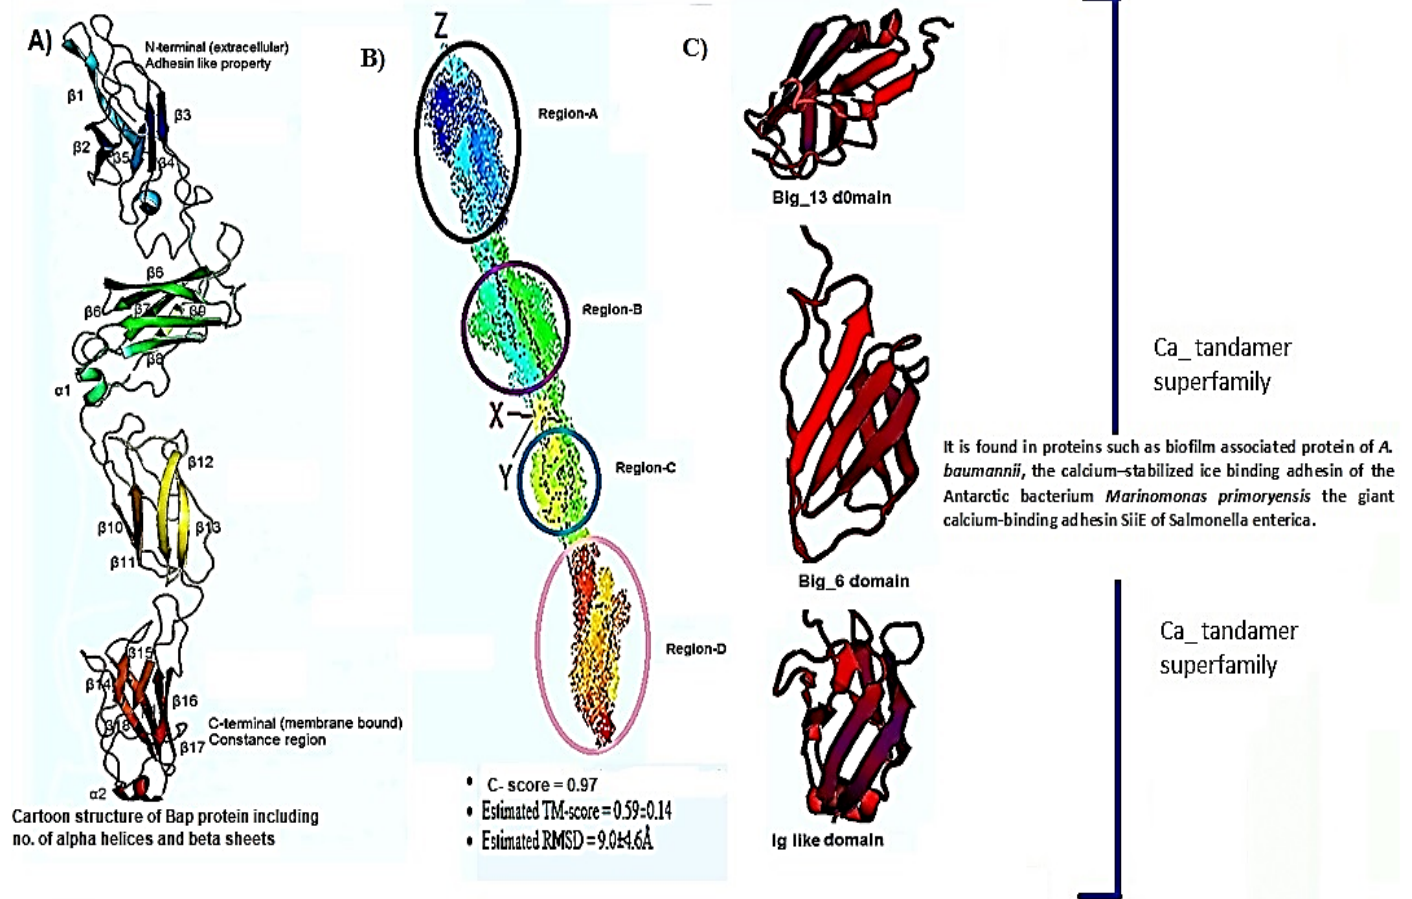 A)
N-terminal (extracellular)
Adhesin like property
β1
β3
β2
β5
β4
β6
β6
β7
β9
β8
α1
β12
β10
β13
β11
β15
β14
β16
β18
C-terminal (membrane bound)
Constance region
β17
α2
Cartoon structure of Bap protein including
no. of alpha helices and beta sheets
B)
Z
Region-A
Region-B
X
Y
Region-C
Region-D
• C- score = 0.97
• Estimated TM-score = 0.59±0.14
• Estimated RMSD = 9.0±4.6Å
C)
Big_13 d0main
Big_6 domain
Ig like domain
Ca_ tandamer
superfamily
It is found in proteins such as biofilm associated protein of A.
baumannii, the calcium–stabilized ice binding adhesin of the
Antarctic bacterium Marinomonas primoryensis the giant
calcium-binding adhesin SiiE of Salmonella enterica.
Ca_ tandamer
superfamily